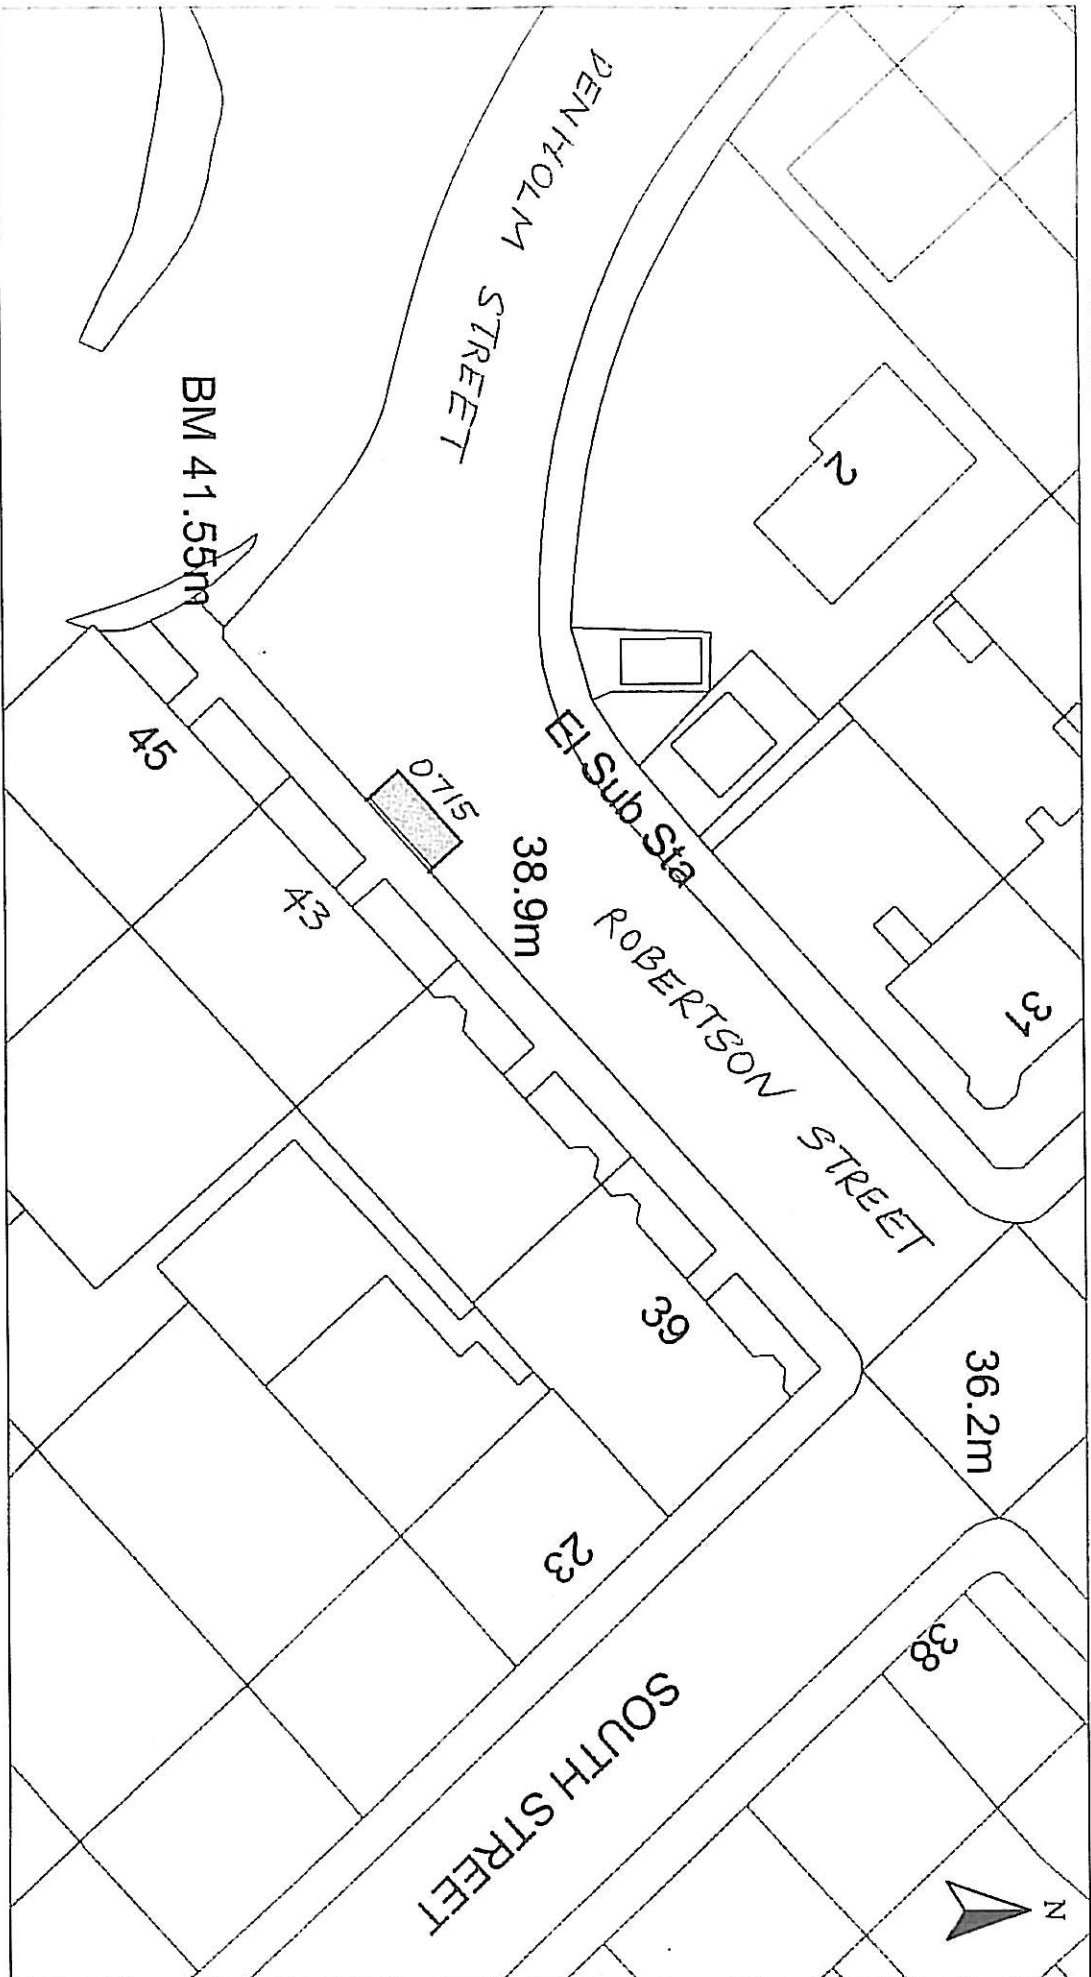 N
DENHOLM STREET
2
31
El Sub Sta
ROBERTSON STREET
36.2m
38
BM 41.55m
38.9m
0715
45
43
39
23
SOUTH STREET